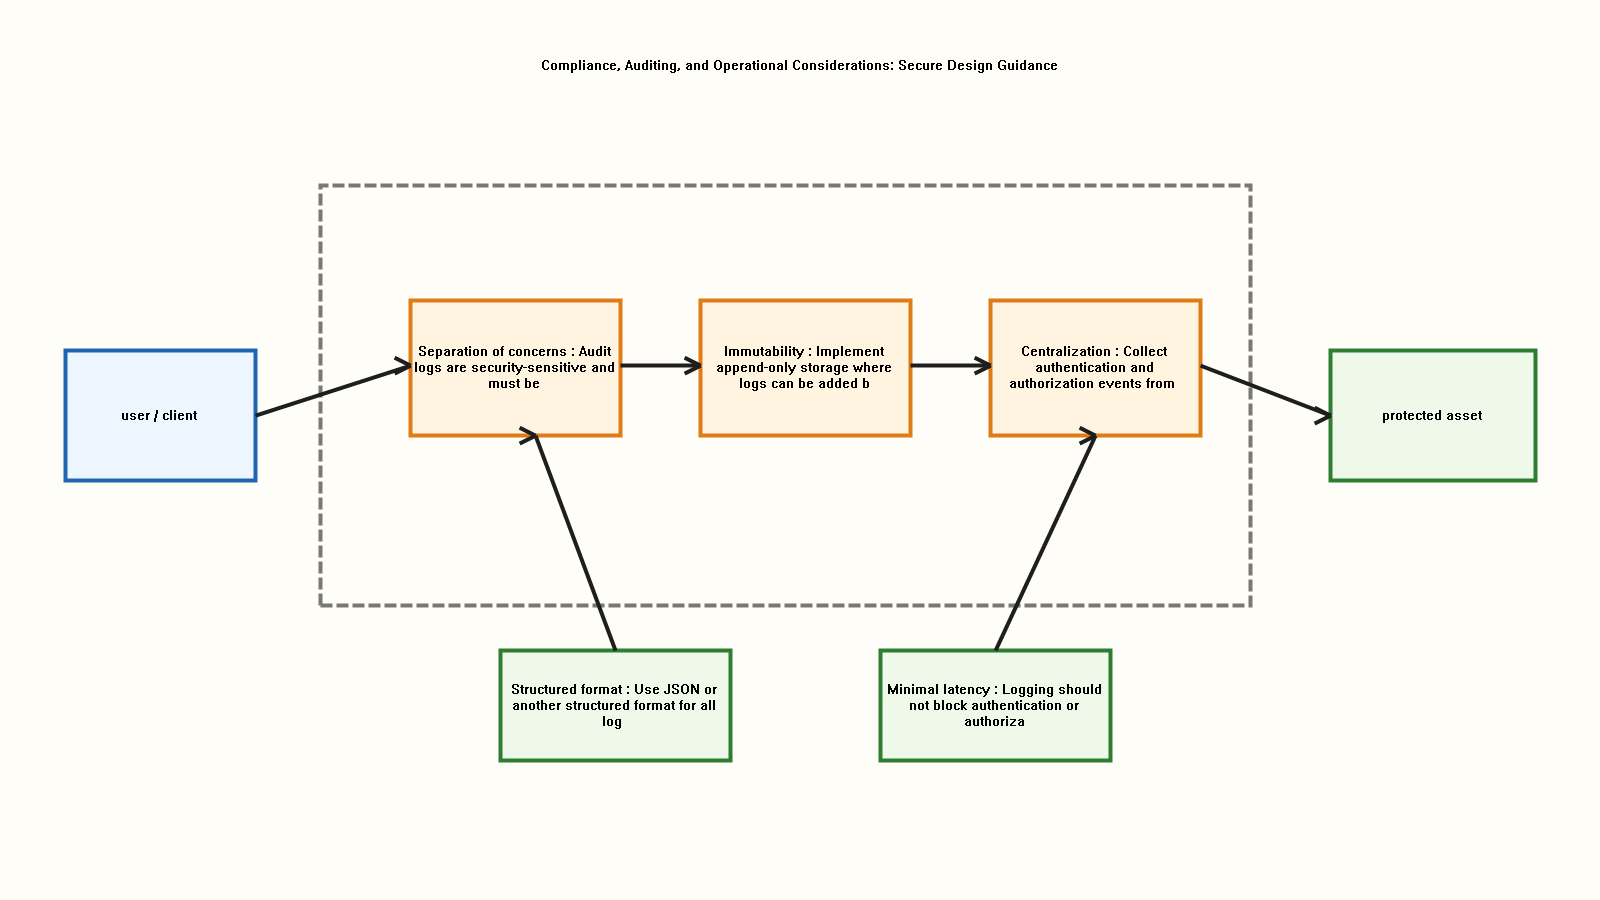 Compliance, Auditing, and Operational Considerations: Secure Design Guidance
user / client
Separation of concerns : Audit
logs are security-sensitive and
must be
Immutability : Implement
append-only storage where
logs can be added b
Centralization : Collect
authentication and
authorization events from
protected asset
Structured format : Use JSON or
another structured format for all
log
Minimal latency : Logging should
not block authentication or
authoriza